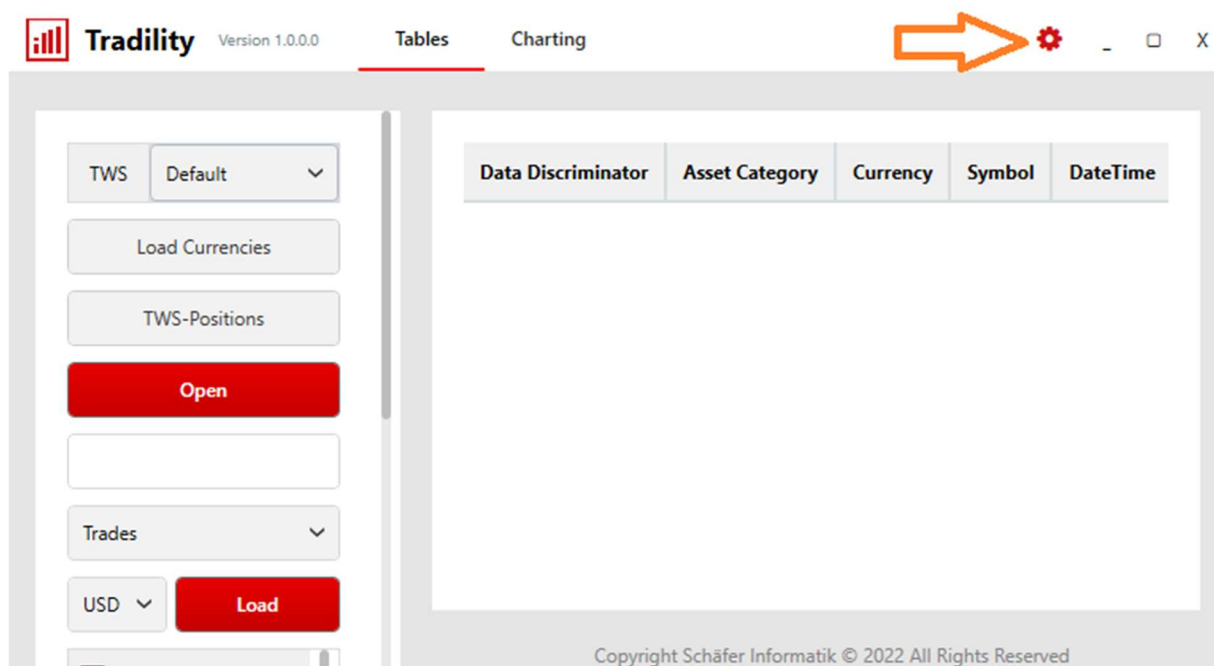 Tradility Version 1.0.0.0 Tables Charting _ X
TWS Default
Load Currencies
TWS-Positions
Open
Trades
USD Load
Data Discriminator Asset Category Currency Symbol DateTime
Copyright Schäfer Informatik © 2022 All Rights Reserved